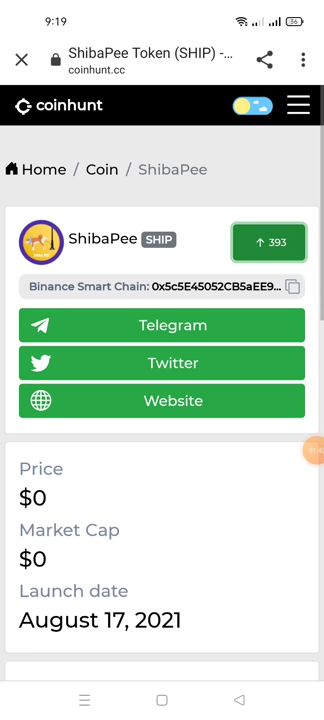 9:19
56
ShibaPee Token (SHIP) -...
coinhunt.cc
coinhunt
Home / Coin / ShibaPee
ShibaPee SHIP
↑ 393
Binance Smart Chain: 0x5c5E45052CB5aEE9...
Telegram
Twitter
Website
Price
$0
Market Cap
$0
Launch date
August 17, 2021